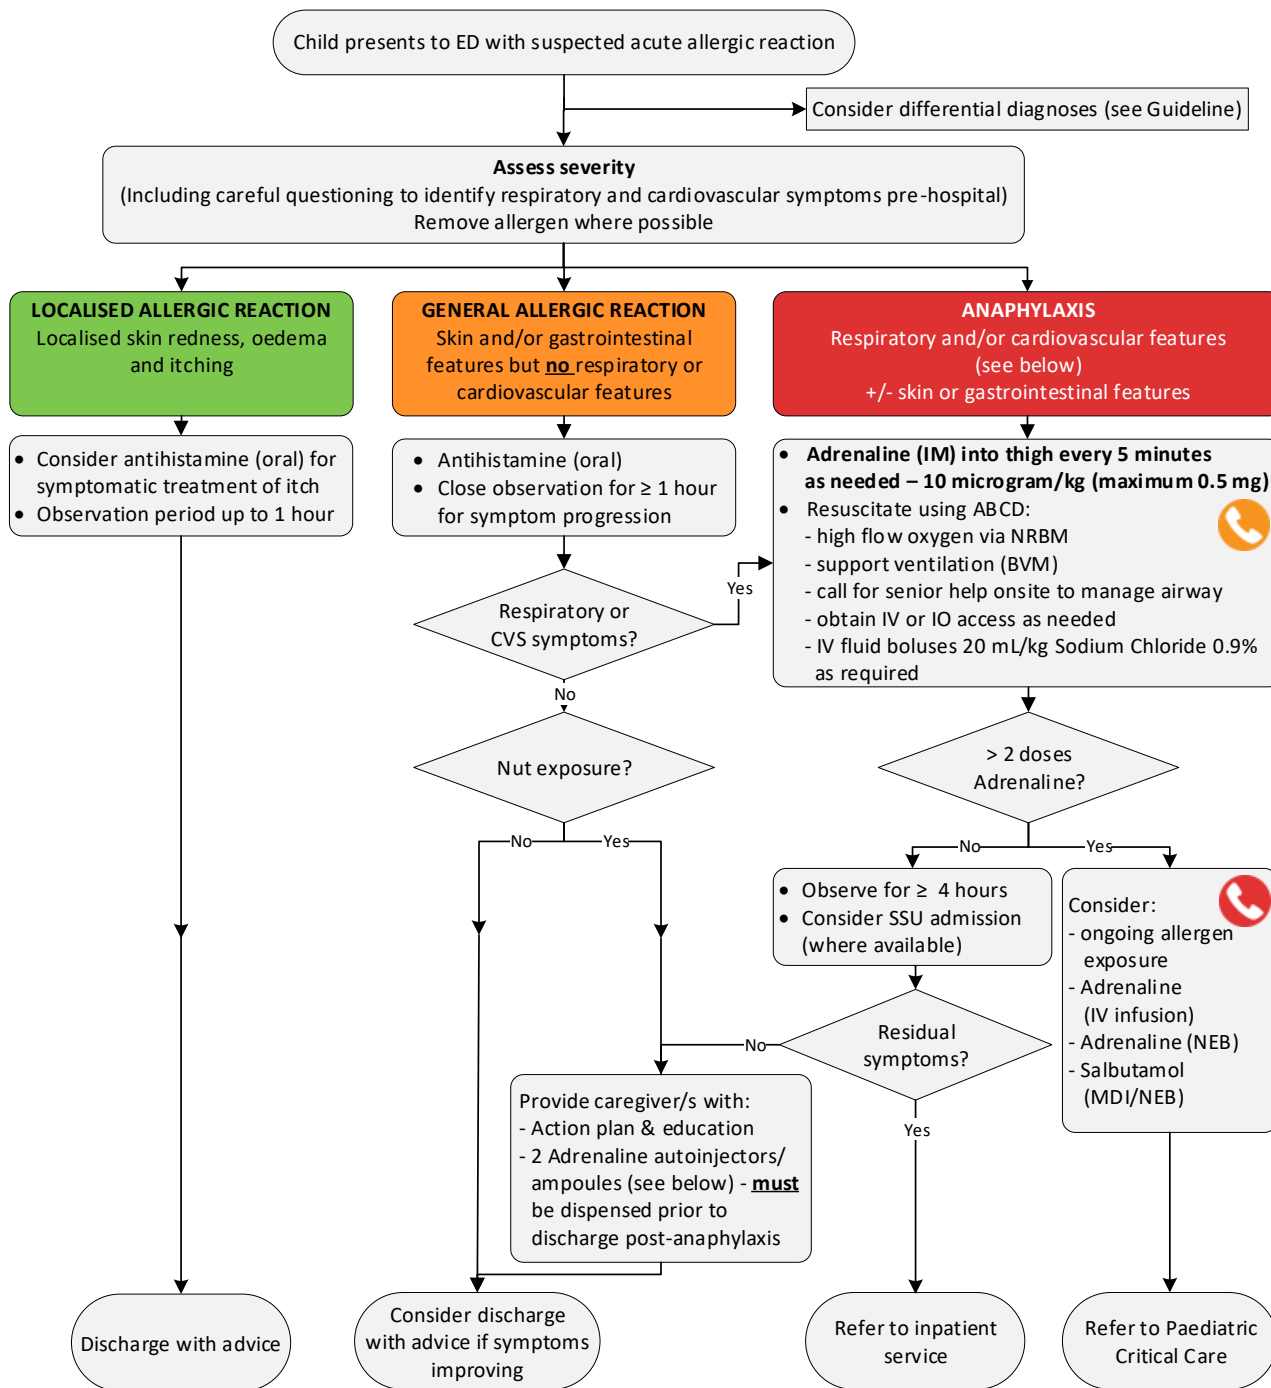 Child presents to ED with suspected acute allergic reaction
Consider differential diagnoses (see Guideline)
Assess severity
(Including careful questioning to identify respiratory and cardiovascular symptoms pre-hospital)
Remove allergen where possible
LOCALISED ALLERGIC REACTION
Localised skin redness, oedema
and itching
GENERAL ALLERGIC REACTION
Skin and/or gastrointestinal
features but no respiratory or
cardiovascular features
ANAPHYLAXIS
Respiratory and/or cardiovascular features
(see below)
+/- skin or gastrointestinal features
• Consider antihistamine (oral) for
symptomatic treatment of itch
• Observation period up to 1 hour
• Antihistamine (oral)
• Close observation for ≥ 1 hour
for symptom progression
• Adrenaline (IM) into thigh every 5 minutes
as needed – 10 microgram/kg (maximum 0.5 mg)
• Resuscitate using ABCD:
- high flow oxygen via NRBM
- support ventilation (BVM)
- call for senior help onsite to manage airway
- obtain IV or IO access as needed
- IV fluid boluses 20 mL/kg Sodium Chloride 0.9%
as required
Respiratory or
CVS symptoms?
Yes
No
Nut exposure?
No
Yes
> 2 doses
Adrenaline?
No
Yes
• Observe for ≥ 4 hours
• Consider SSU admission
(where available)
Consider:
- ongoing allergen
exposure
- Adrenaline
(IV infusion)
- Adrenaline (NEB)
- Salbutamol
(MDI/NEB)
Residual
symptoms?
No
Yes
Provide caregiver/s with:
- Action plan & education
- 2 Adrenaline autoinjectors/
ampoules (see below) - must
be dispensed prior to
discharge post-anaphylaxis
Discharge with advice
Consider discharge
with advice if symptoms
improving
Refer to inpatient
service
Refer to Paediatric
Critical Care